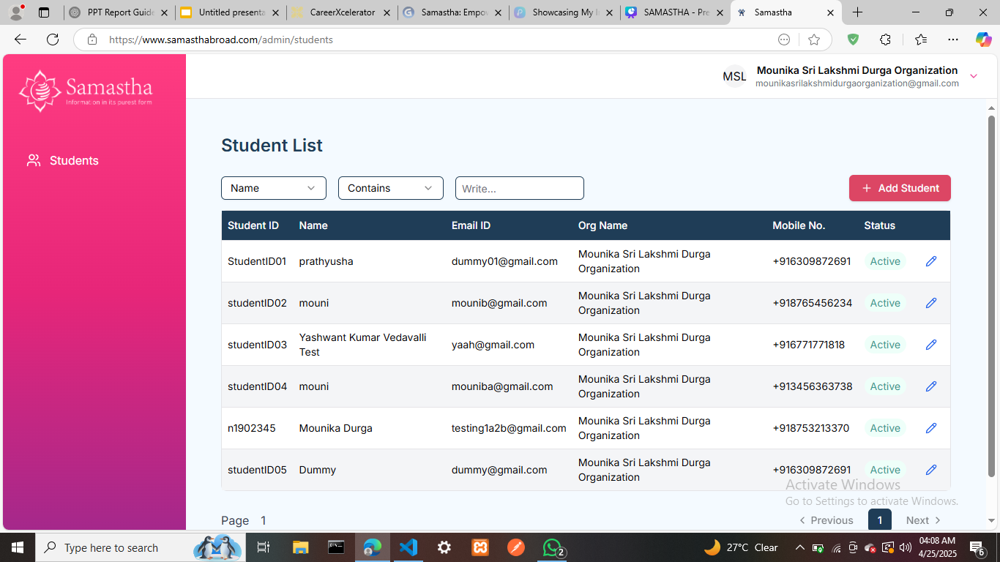 PPT Report Guide
Untitled presenta
CareerXcelerator
Samastha: Empov
Showcasing My I
SAMASTHA - Pre
Samastha
https://www.samasthabroad.com/admin/students
Samastha
Information in its purest form
MSL
Mounika Sri Lakshmi Durga Organization
mounikasrilakshmidurgaorganization@gmail.com
Students
Student List
Name
Contains
Write...
+ Add Student
Student ID Name Email ID Org Name Mobile No. Status
StudentID01 prathyusha dummy01@gmail.com Mounika Sri Lakshmi Durga Organization +916309872691 Active
studentID02 mouni mounib@gmail.com Mounika Sri Lakshmi Durga Organization +918765456234 Active
studentID03 Yashwant Kumar Vedavalli Test yaah@gmail.com Mounika Sri Lakshmi Durga Organization +916771771818 Active
studentID04 mouni mouniba@gmail.com Mounika Sri Lakshmi Durga Organization +913456363738 Active
n1902345 Mounika Durga testing1a2b@gmail.com Mounika Sri Lakshmi Durga Organization +918753213370 Active
studentID05 Dummy dummy@gmail.com Mounika Sri Lakshmi Durga Organization +916309872691 Active
Activate Windows
Go to Settings to activate Windows.
Page 1
Previous 1 Next
Type here to search
2
27°C Clear
04:08 AM
4/25/2025
6